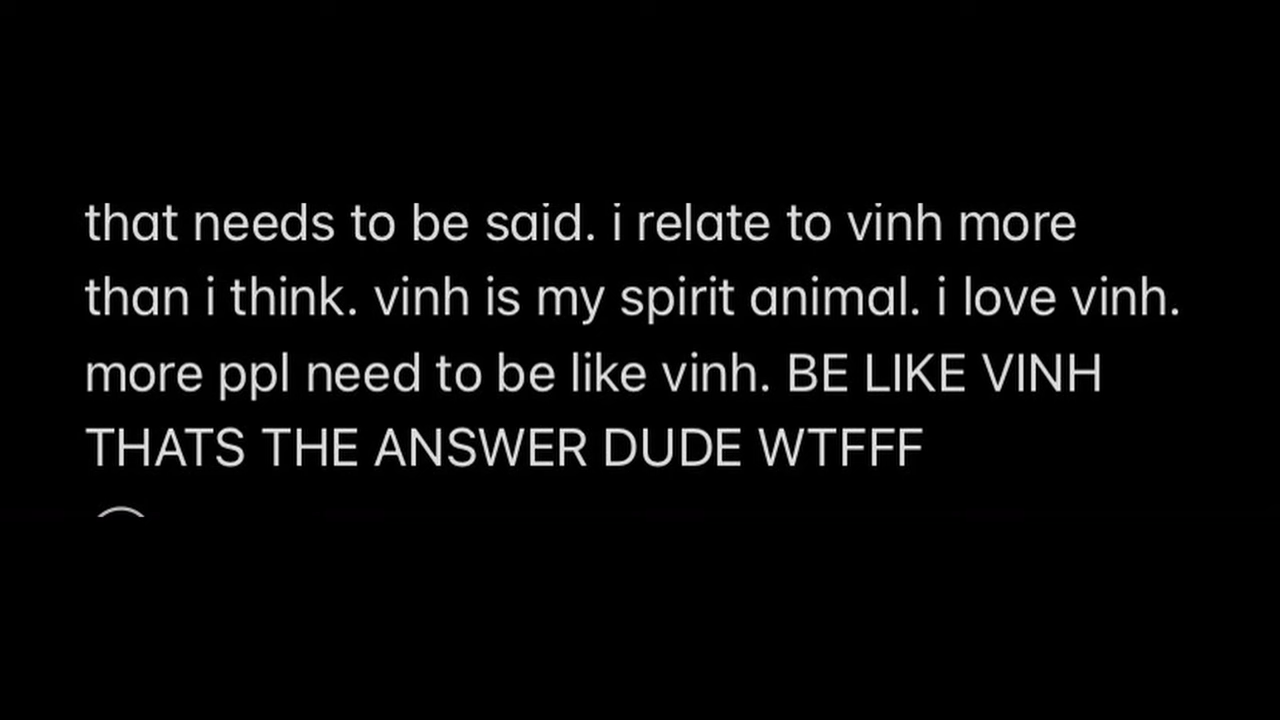 that needs to be said. i relate to vinh more
than i think. vinh is my spirit animal. i love vinh.
more ppl need to be like vinh. BE LIKE VINH
THATS THE ANSWER DUDE WTFFF